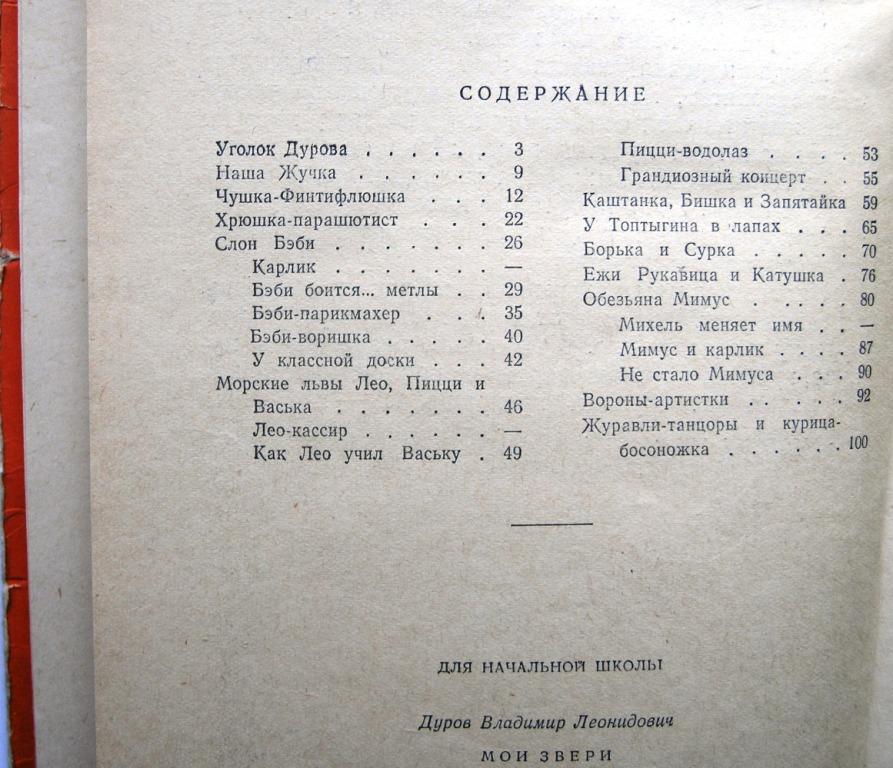 СОДЕРЖАНИЕ
Уголок Дурова . . . . . . 3
Наша Жучка . . . . . . 9
Чушка-Финтифлюшка . . . 12
Хрюшка-парашютист . . . 22
Слон Бэби . . . . . . . 26
Карлик . . . . . . . —
Бэби боится... метлы . . 29
Бэби-парикмахер . . . 35
Бэби-воришка . . . . . 40
У классной доски . . . 42
Морские львы Лео, Пицци и
Васька . . . . . . . 46
Лео-кассир . . . . . . —
Как Лео учил Ваську . 49
Пицци-водолаз . . . . 53
Грандиозный концерт . . 55
Каштанка, Бишка и Запятайка 59
У Топтыгина в лапах . . . 65
Борька и Сурка . . . . . 70
Ежи Рукавица и Катушка . 76
Обезьяна Мимус . . . . . 80
Михель меняет имя . . —
Мимус и карлик . . . . 87
Не стало Мимуса . . . 90
Вороны-артистки . . . . . 92
Журавли-танцоры и курица-
босоножка . . . . . . 100
ДЛЯ НАЧАЛЬНОЙ ШКОЛЫ
Дуров Владимир Леонидович
МОИ ЗВЕРИ